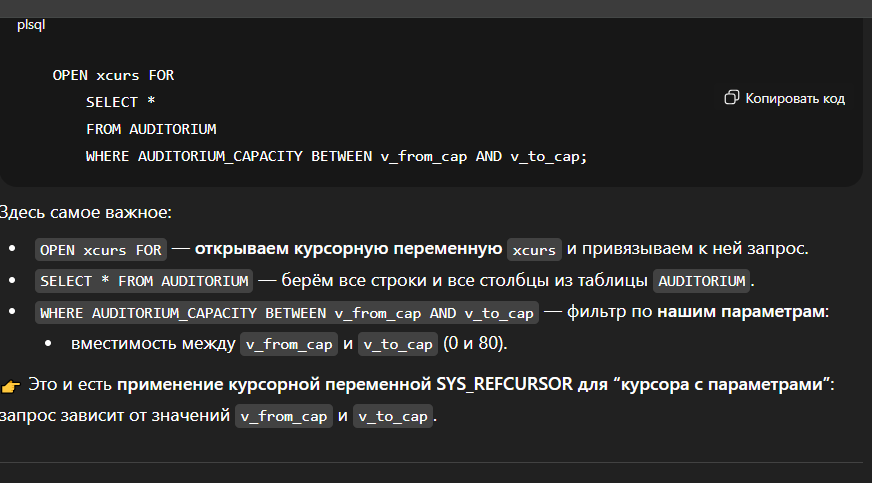 plsql
Копировать код
OPEN xcurs FOR
SELECT *
FROM AUDITORIUM
WHERE AUDITORIUM_CAPACITY BETWEEN v_from_cap AND v_to_cap;
Здесь самое важное:
• OPEN xcurs FOR — открываем курсорную переменную xcurs и привязываем к ней запрос.
• SELECT * FROM AUDITORIUM — берём все строки и все столбцы из таблицы AUDITORIUM.
• WHERE AUDITORIUM_CAPACITY BETWEEN v_from_cap AND v_to_cap — фильтр по нашим параметрам:
• вместимость между v_from_cap и v_to_cap (0 и 80).
👉 Это и есть применение курсорной переменной SYS_REFCURSOR для “курсора с параметрами”:
запрос зависит от значений v_from_cap и v_to_cap.